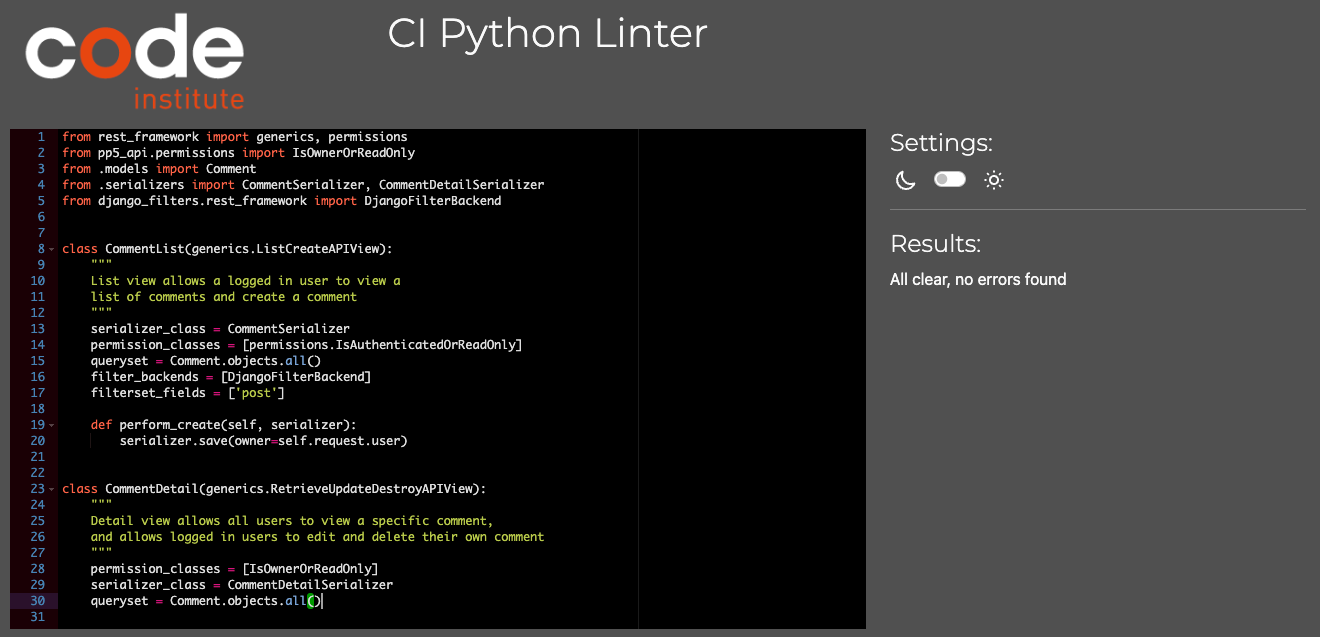 code
institute
CI Python Linter
1 from rest_framework import generics, permissions
2 from pp5_api.permissions import IsOwnerOrReadOnly
3 from .models import Comment
4 from .serializers import CommentSerializer, CommentDetailSerializer
5 from django_filters.rest_framework import DjangoFilterBackend
6
7
8 class CommentList(generics.ListCreateAPIView):
9     """
10     List view allows a logged in user to view a
11     list of comments and create a comment
12     """
13     serializer_class = CommentSerializer
14     permission_classes = [permissions.IsAuthenticatedOrReadOnly]
15     queryset = Comment.objects.all()
16     filter_backends = [DjangoFilterBackend]
17     filterset_fields = ['post']
18
19     def perform_create(self, serializer):
20         serializer.save(owner=self.request.user)
21
22
23 class CommentDetail(generics.RetrieveUpdateDestroyAPIView):
24     """
25     Detail view allows all users to view a specific comment,
26     and allows logged in users to edit and delete their own comment
27     """
28     permission_classes = [IsOwnerOrReadOnly]
29     serializer_class = CommentDetailSerializer
30     queryset = Comment.objects.all()
31
Settings:
Results:
All clear, no errors found